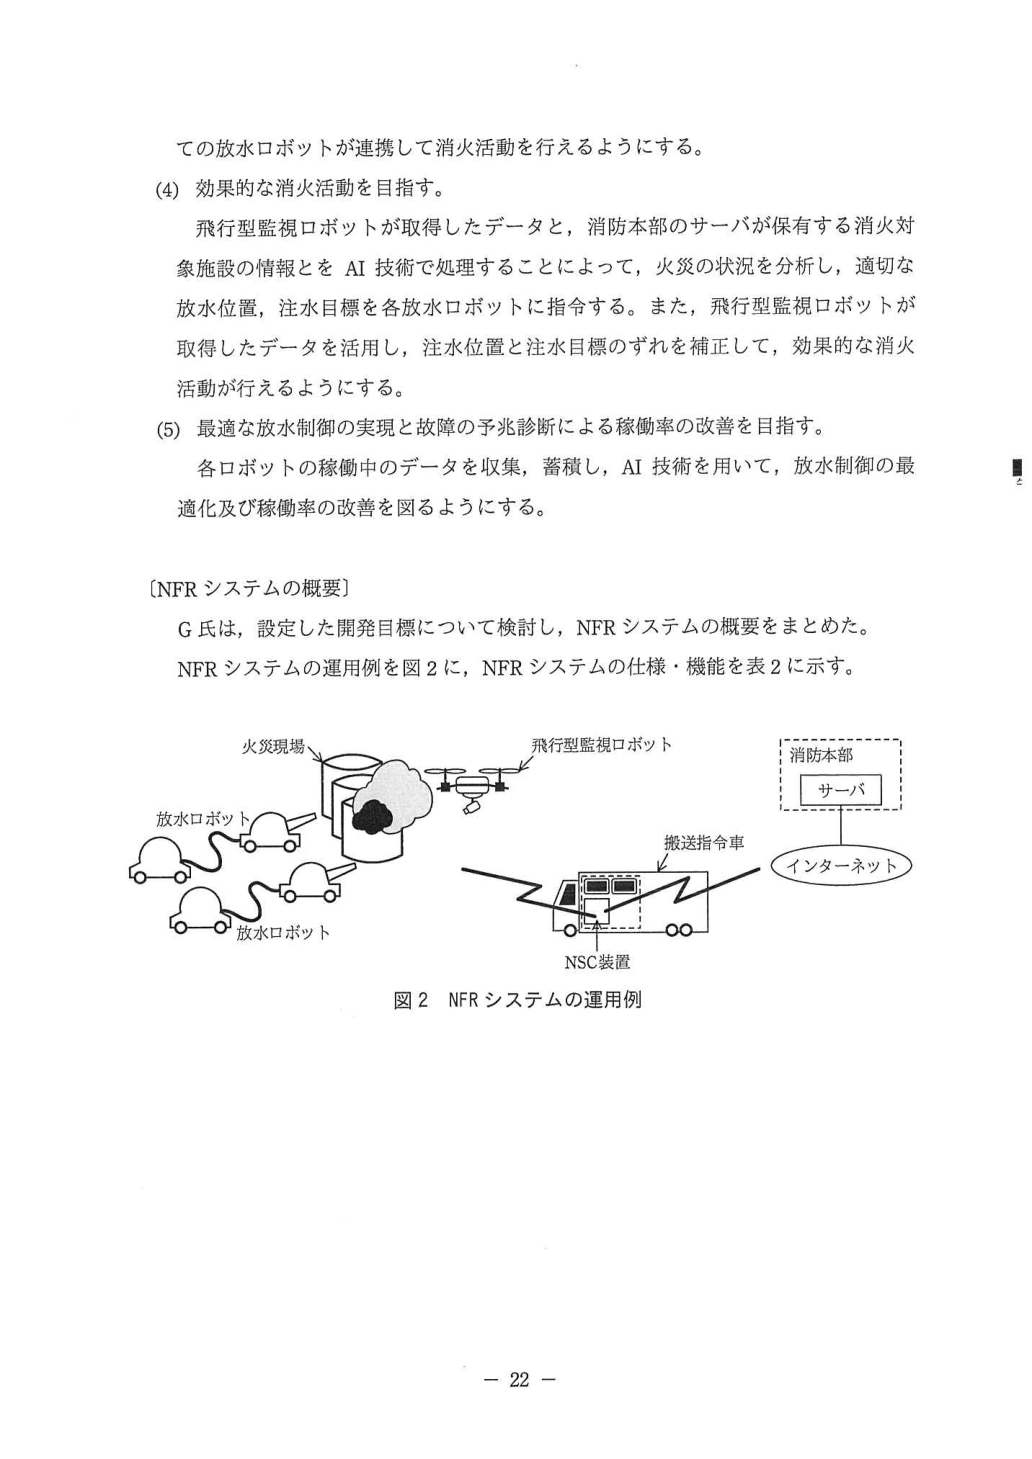 ての放水ロボットが連携して消火活動を行えるようにする。
(4) 効果的な消火活動を目指す。
飛行型監視ロボットが取得したデータと，消防本部のサーバが保有する消火対
象施設の情報とを AI 技術で処理することによって，火災の状況を分析し，適切な
放水位置，注水目標を各放水ロボットに指令する。また，飛行型監視ロボットが
取得したデータを活用し，注水位置と注水目標のずれを補正して，効果的な消火
活動が行えるようにする。
(5) 最適な放水制御の実現と故障の予兆診断による稼働率の改善を目指す。
各ロボットの稼働中のデータを収集，蓄積し，AI 技術を用いて，放水制御の最
適化及び稼働率の改善を図るようにする。
〔NFR システムの概要〕
G 氏は，設定した開発目標について検討し，NFR システムの概要をまとめた。
NFR システムの運用例を図 2 に，NFR システムの仕様・機能を表 2 に示す。
火災現場
飛行型監視ロボット
消防本部
サーバ
放水ロボット
搬送指令車
インターネット
放水ロボット
NSC装置
図 2 NFR システムの運用例
－ 22 －